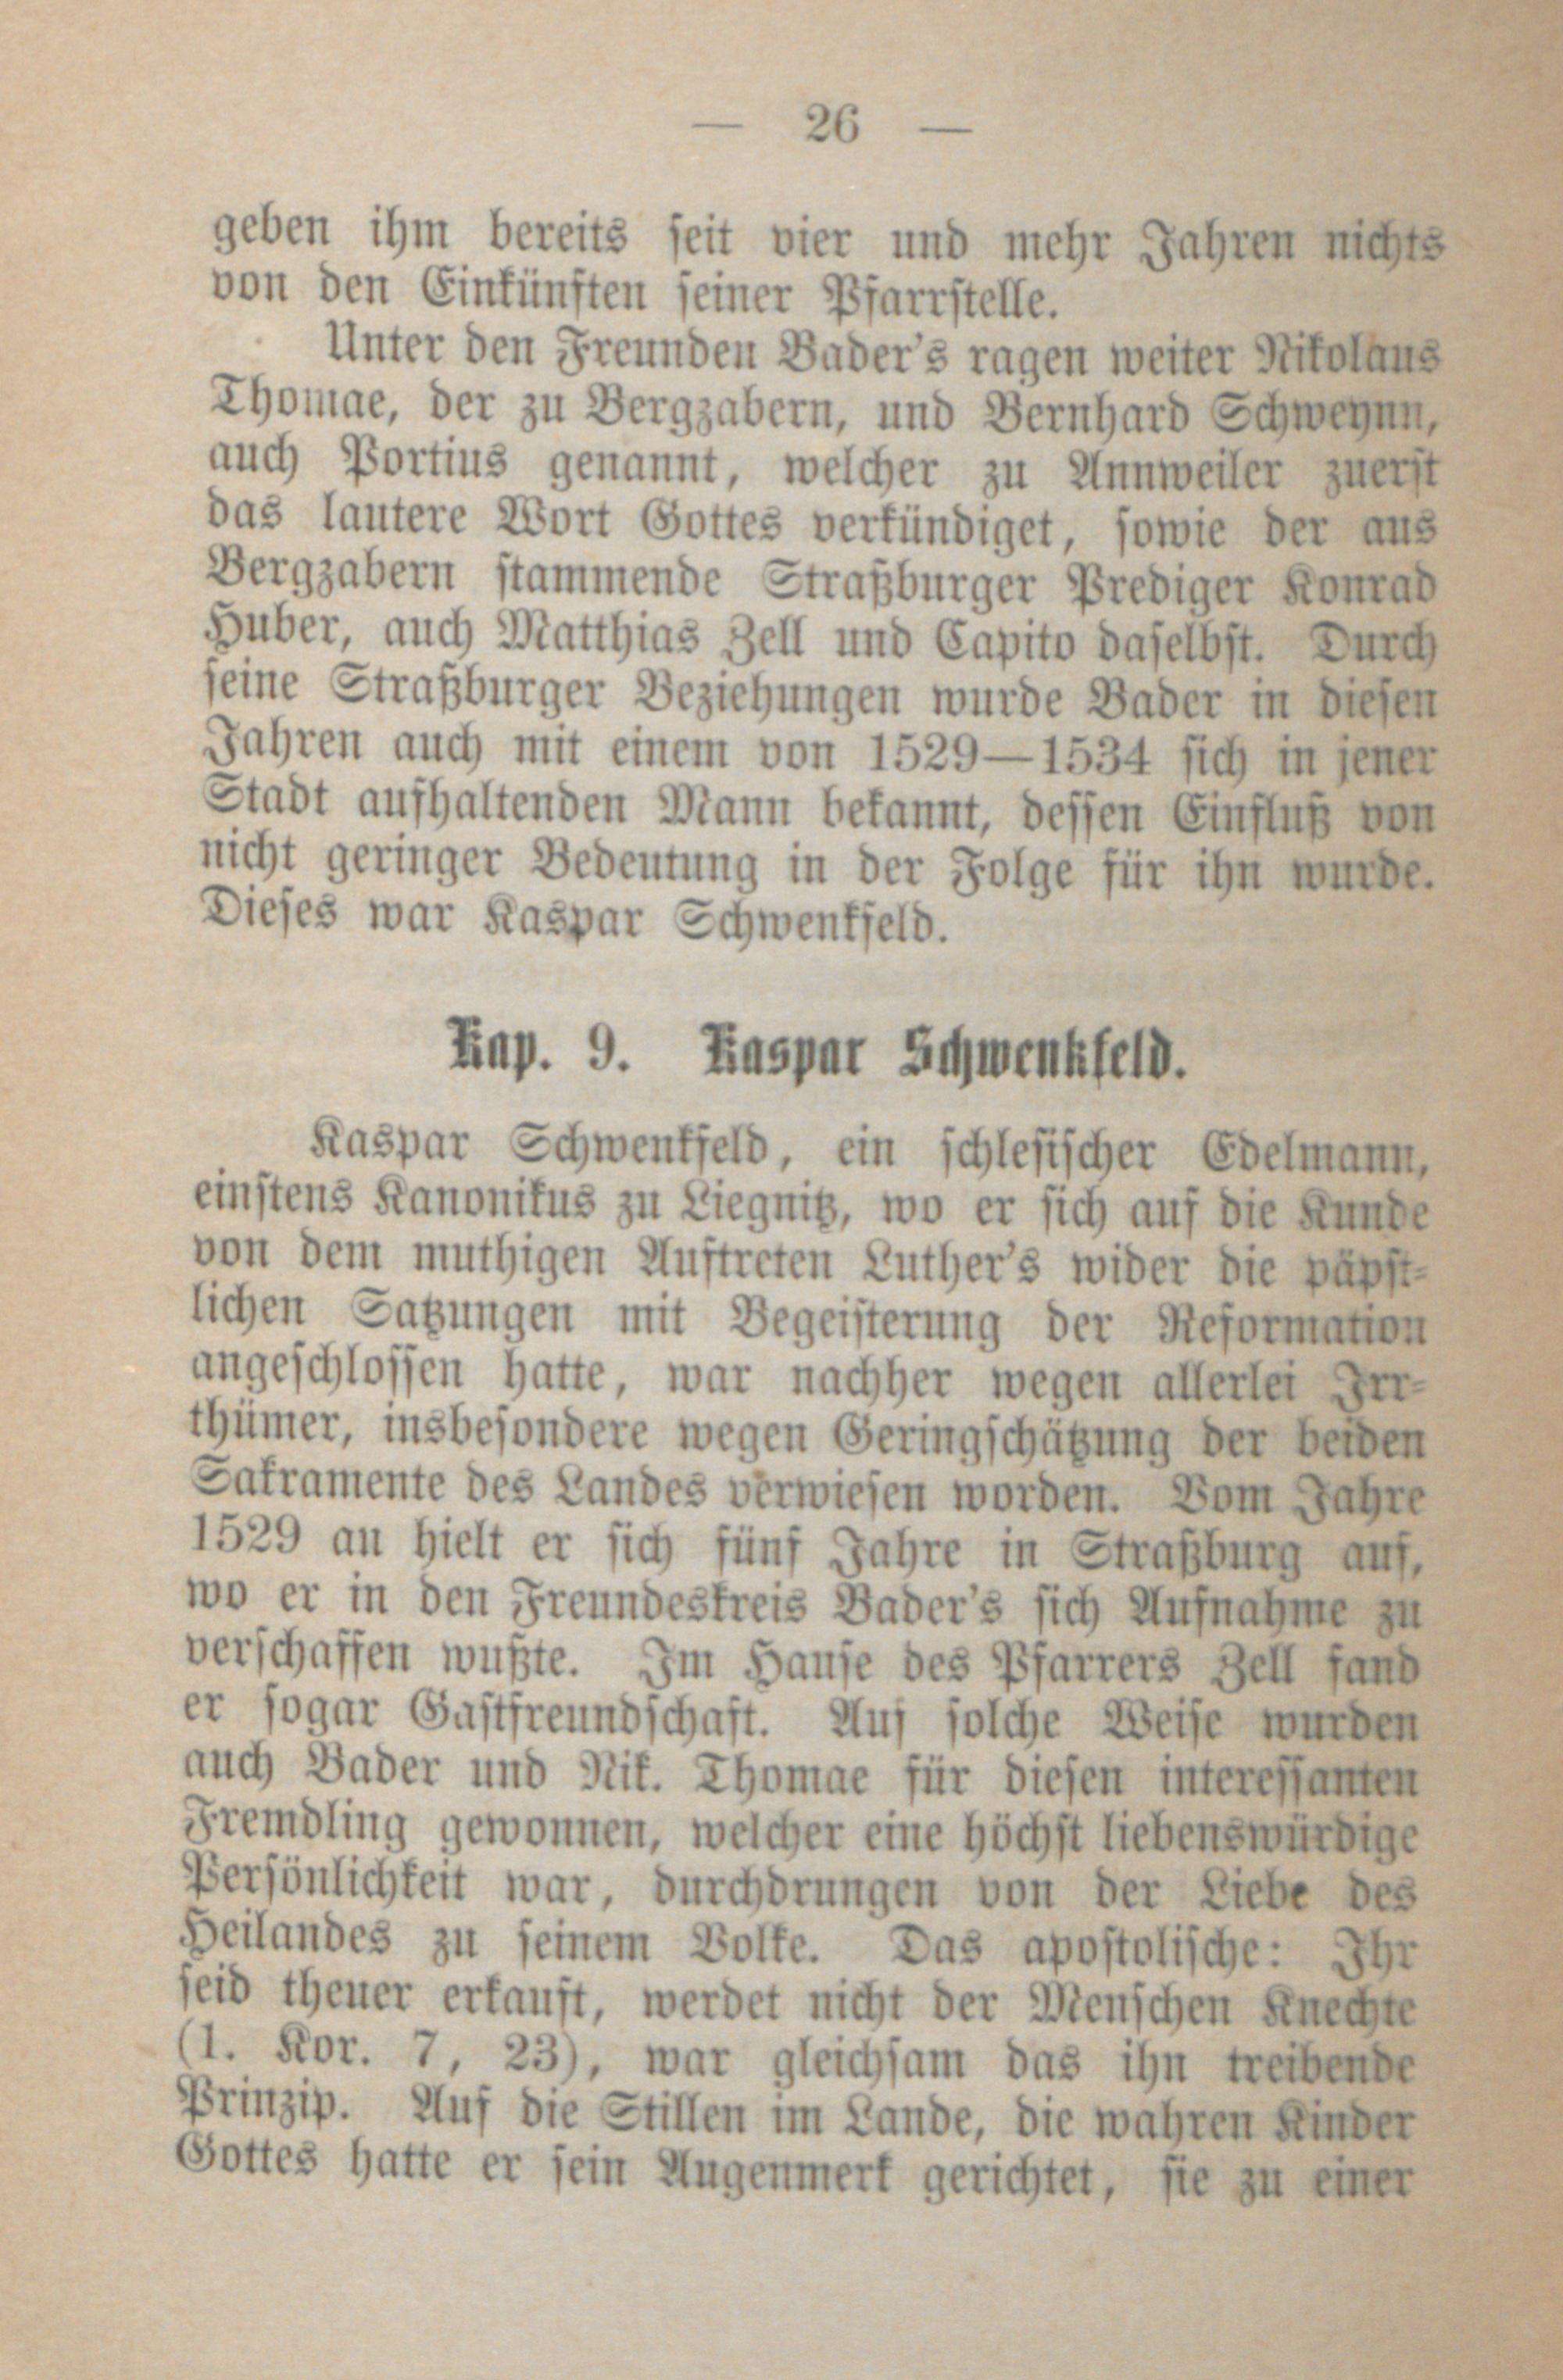 — 26 —
geben ihm bereits seit vier und mehr Jahren nichts
von den Einkünften seiner Pfarrstelle.
Unter den Freunden Bader's ragen weiter Nikolaus
Thomae, der zu Bergzabern, und Bernhard Schweynn,
auch Portius genannt, welcher zu Annweiler zuerst
das lautere Wort Gottes verkündiget, sowie der aus
Bergzabern stammende Straßburger Prediger Konrad
Huber, auch Matthias Zell und Capito daselbst. Durch
seine Straßburger Beziehungen wurde Bader in diesen
Jahren auch mit einem von 1529—1534 sich in jener
Stadt aufhaltenden Mann bekannt, dessen Einfluß von
nicht geringer Bedeutung in der Folge für ihn wurde.
Dieses war Kaspar Schwenkfeld.
Kap. 9. Kaspar Schwenkfeld.
Kaspar Schwenkfeld, ein schlesischer Edelmann,
einstens Kanonikus zu Liegnitz, wo er sich auf die Kunde
von dem muthigen Auftreten Luther's wider die päpst-
lichen Satzungen mit Begeisterung der Reformation
angeschlossen hatte, war nachher wegen allerlei Irr-
thümer, insbesondere wegen Geringschätzung der beiden
Sakramente des Landes verwiesen worden. Vom Jahre
1529 an hielt er sich fünf Jahre in Straßburg auf,
wo er in den Freundeskreis Bader's sich Aufnahme zu
verschaffen wußte. Im Hause des Pfarrers Zell fand
er sogar Gastfreundschaft. Auf solche Weise wurden
auch Bader und Nik. Thomae für diesen interessanten
Fremdling gewonnen, welcher eine höchst liebenswürdige
Persönlichkeit war, durchdrungen von der Liebe des
Heilandes zu seinem Volke. Das apostolische: Ihr
seid theuer erkauft, werdet nicht der Menschen Knechte
(1. Kor. 7, 23), war gleichsam das ihn treibende
Prinzip. Auf die Stillen im Lande, die wahren Kinder
Gottes hatte er sein Augenmerk gerichtet, sie zu einer